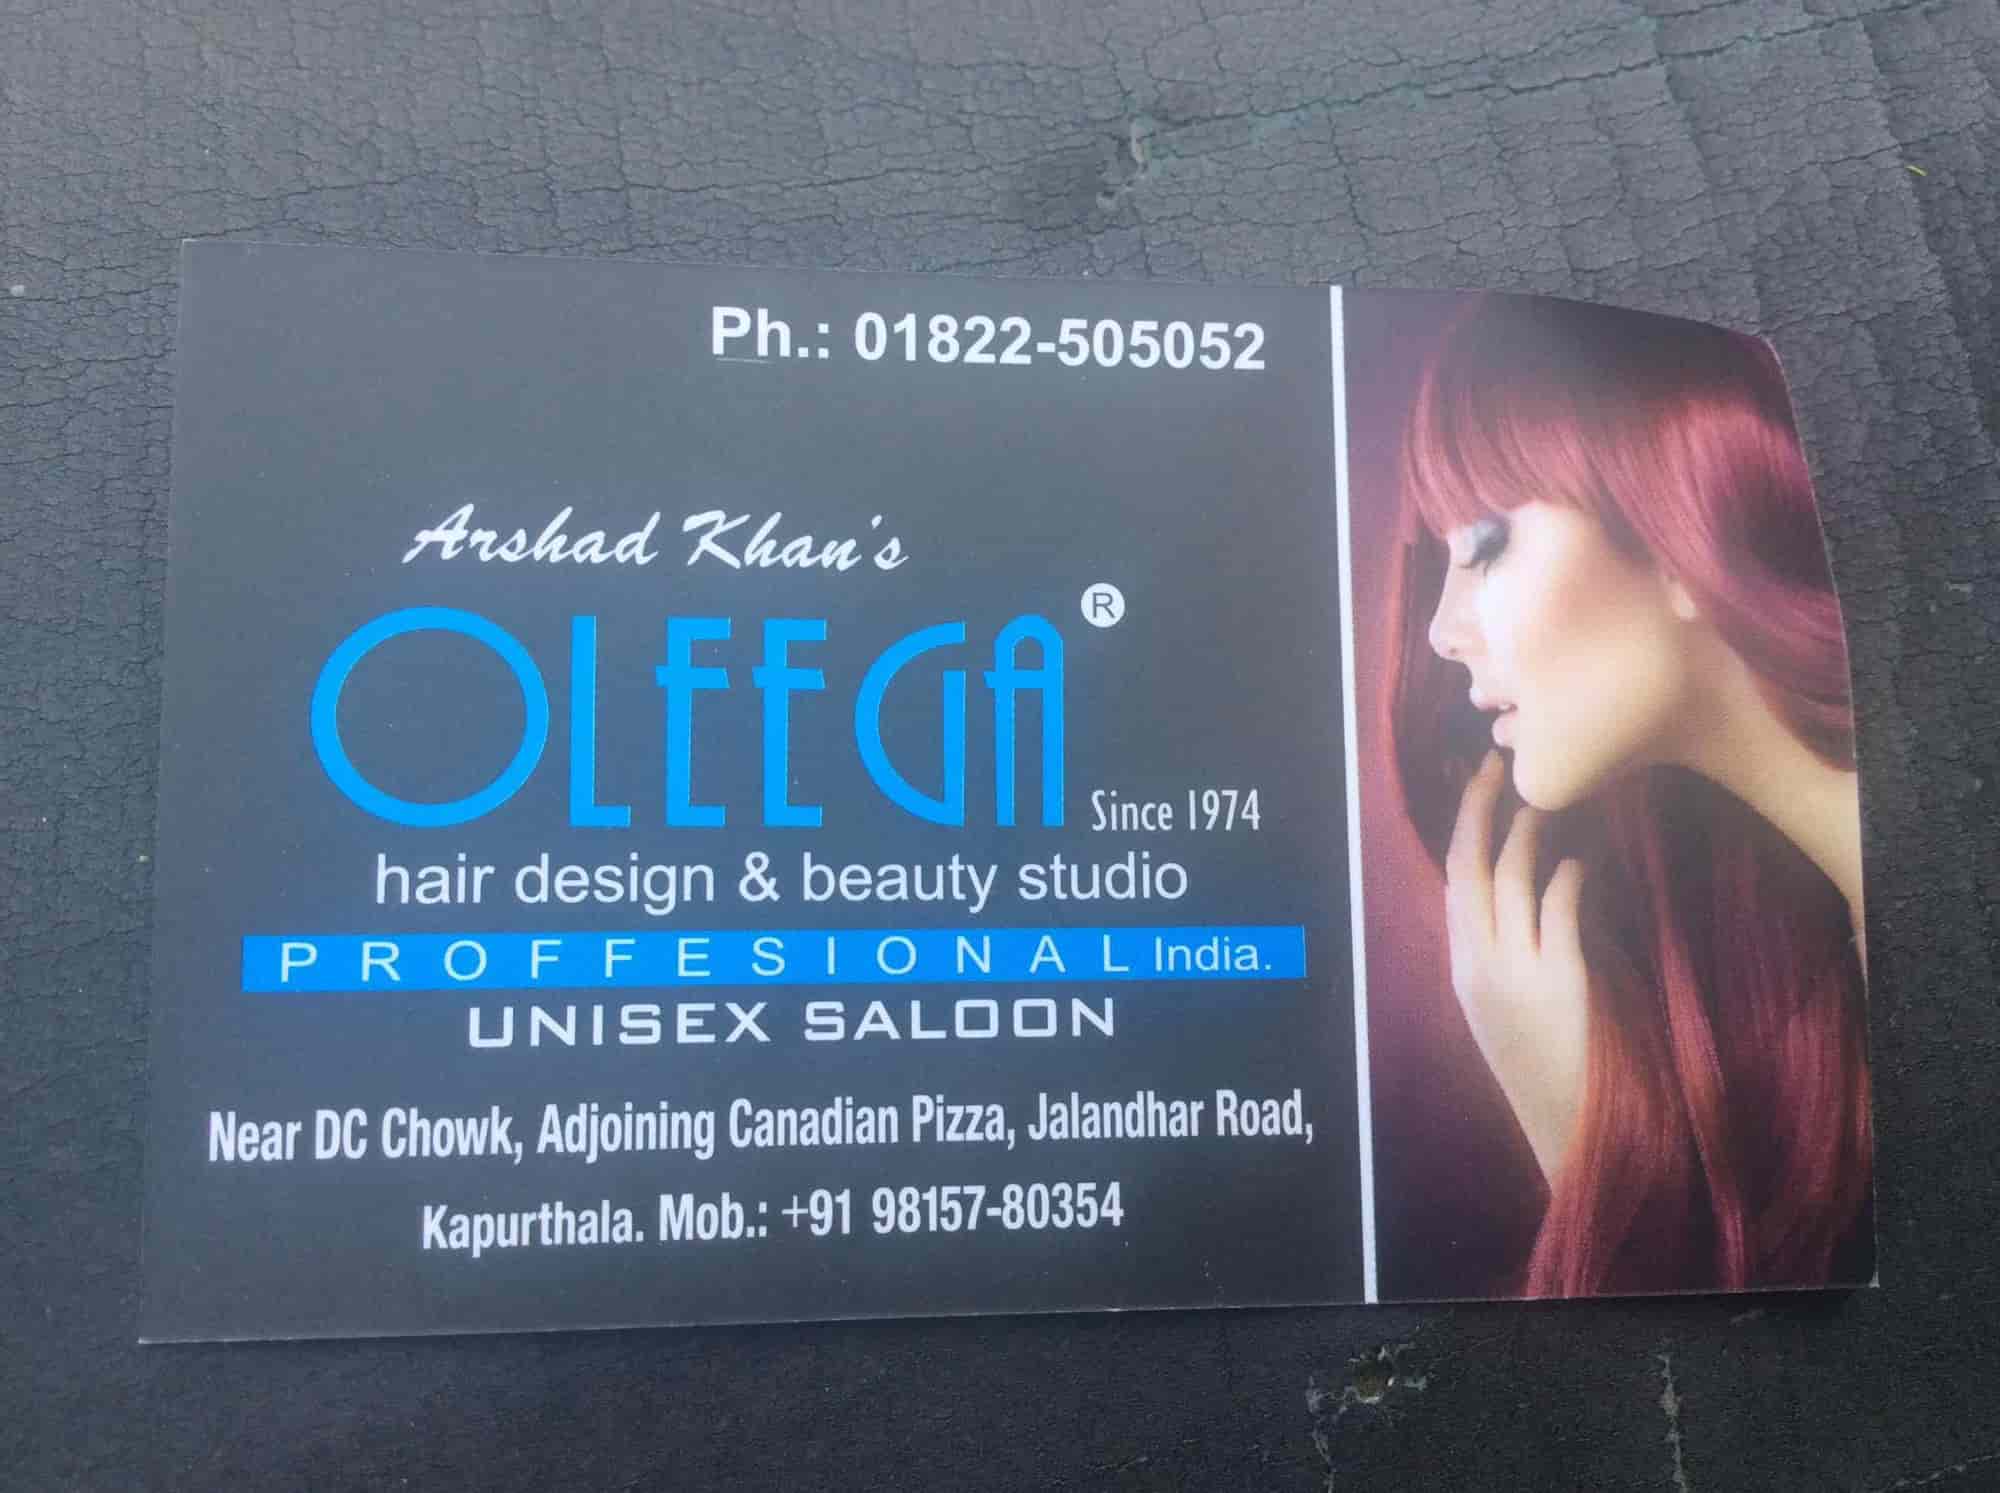 Ph.: 01822-505052
Arshad Khan's
OLEEGA ®
Since 1974
hair design & beauty studio
PROFFESIONAL India.
UNISEX SALOON
Near DC Chowk, Adjoining Canadian Pizza, Jalandhar Road,
Kapurthala. Mob.: +91 98157-80354